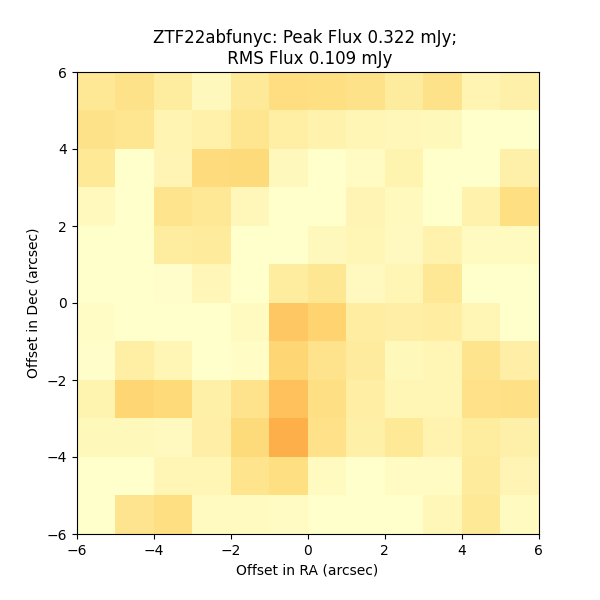 ZTF22abfunyc: Peak Flux 0.322 mJy;
RMS Flux 0.109 mJy
6
4
2
0
−2
−4
−6
Offset in Dec (arcsec)
−6 −4 −2 0 2 4 6
Offset in RA (arcsec)